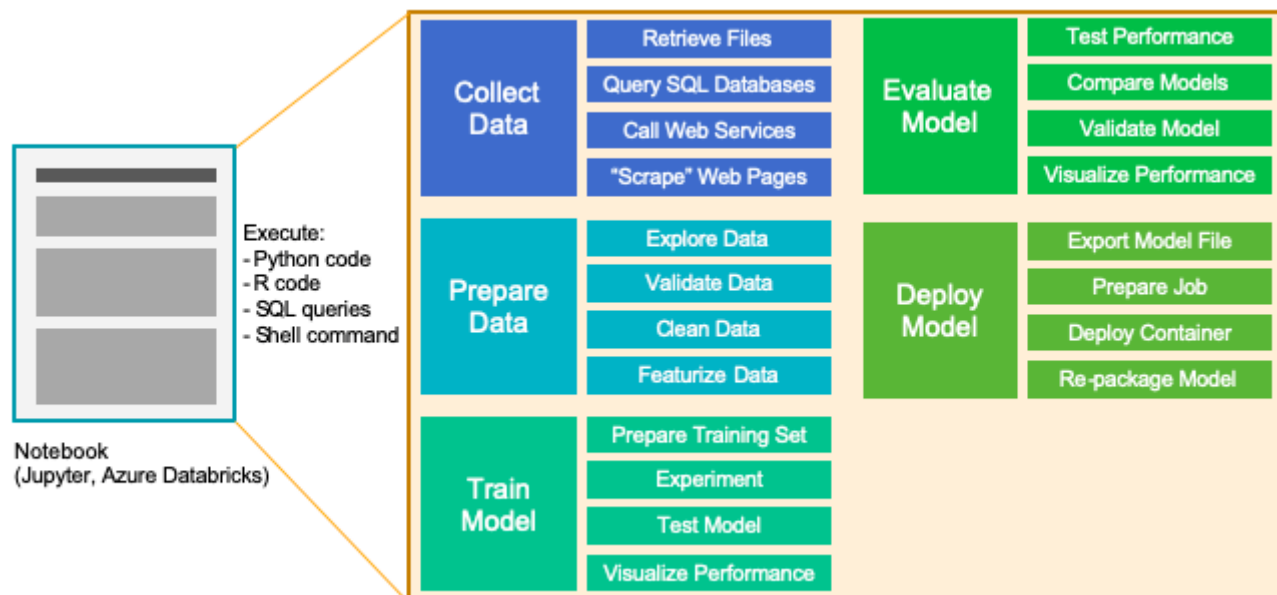 Execute:
- Python code
- R code
- SQL queries
- Shell command
Notebook
(Jupyter, Azure Databricks)
Collect
Data
Retrieve Files
Query SQL Databases
Call Web Services
“Scrape” Web Pages
Prepare
Data
Explore Data
Validate Data
Clean Data
Featurize Data
Train
Model
Prepare Training Set
Experiment
Test Model
Visualize Performance
Evaluate
Model
Test Performance
Compare Models
Validate Model
Visualize Performance
Deploy
Model
Export Model File
Prepare Job
Deploy Container
Re-package Model